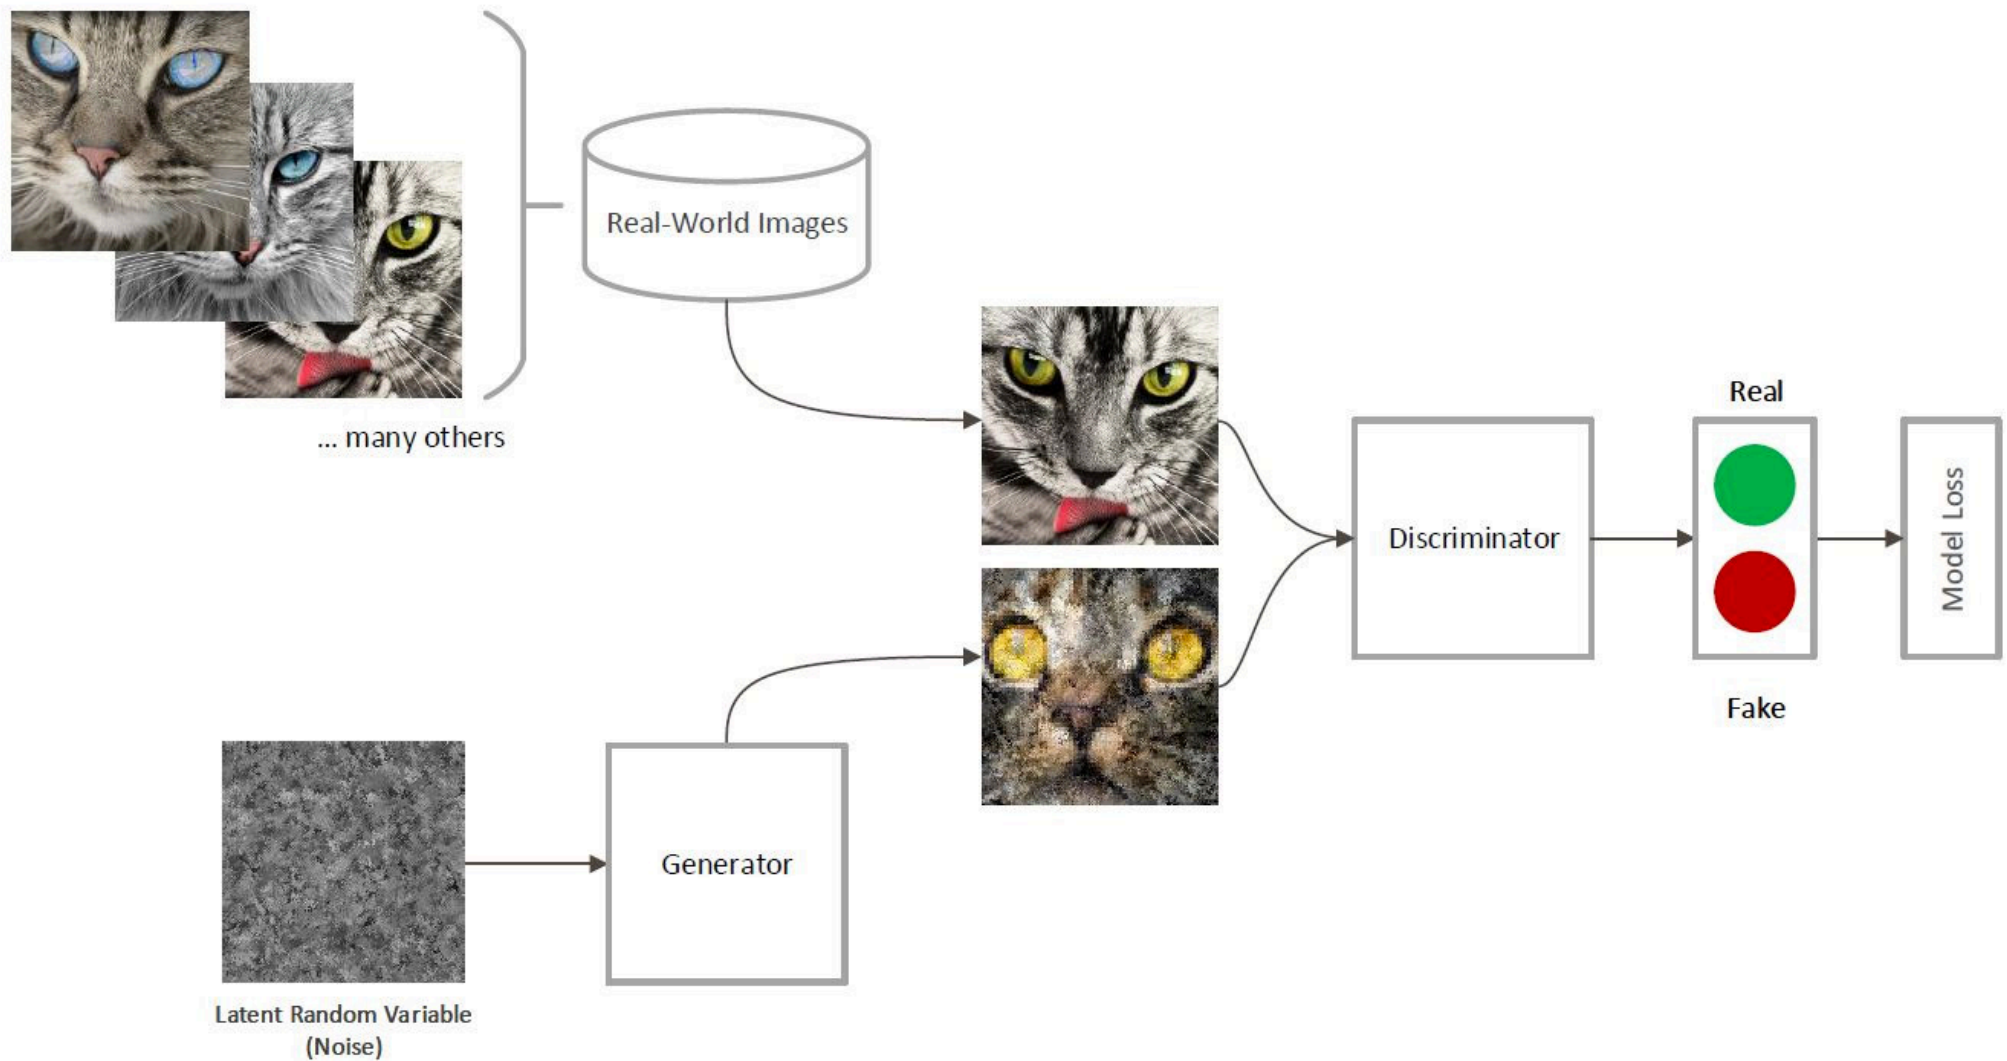 Real-World Images
... many others
Real
Discriminator
Model Loss
Fake
Generator
Latent Random Variable
(Noise)